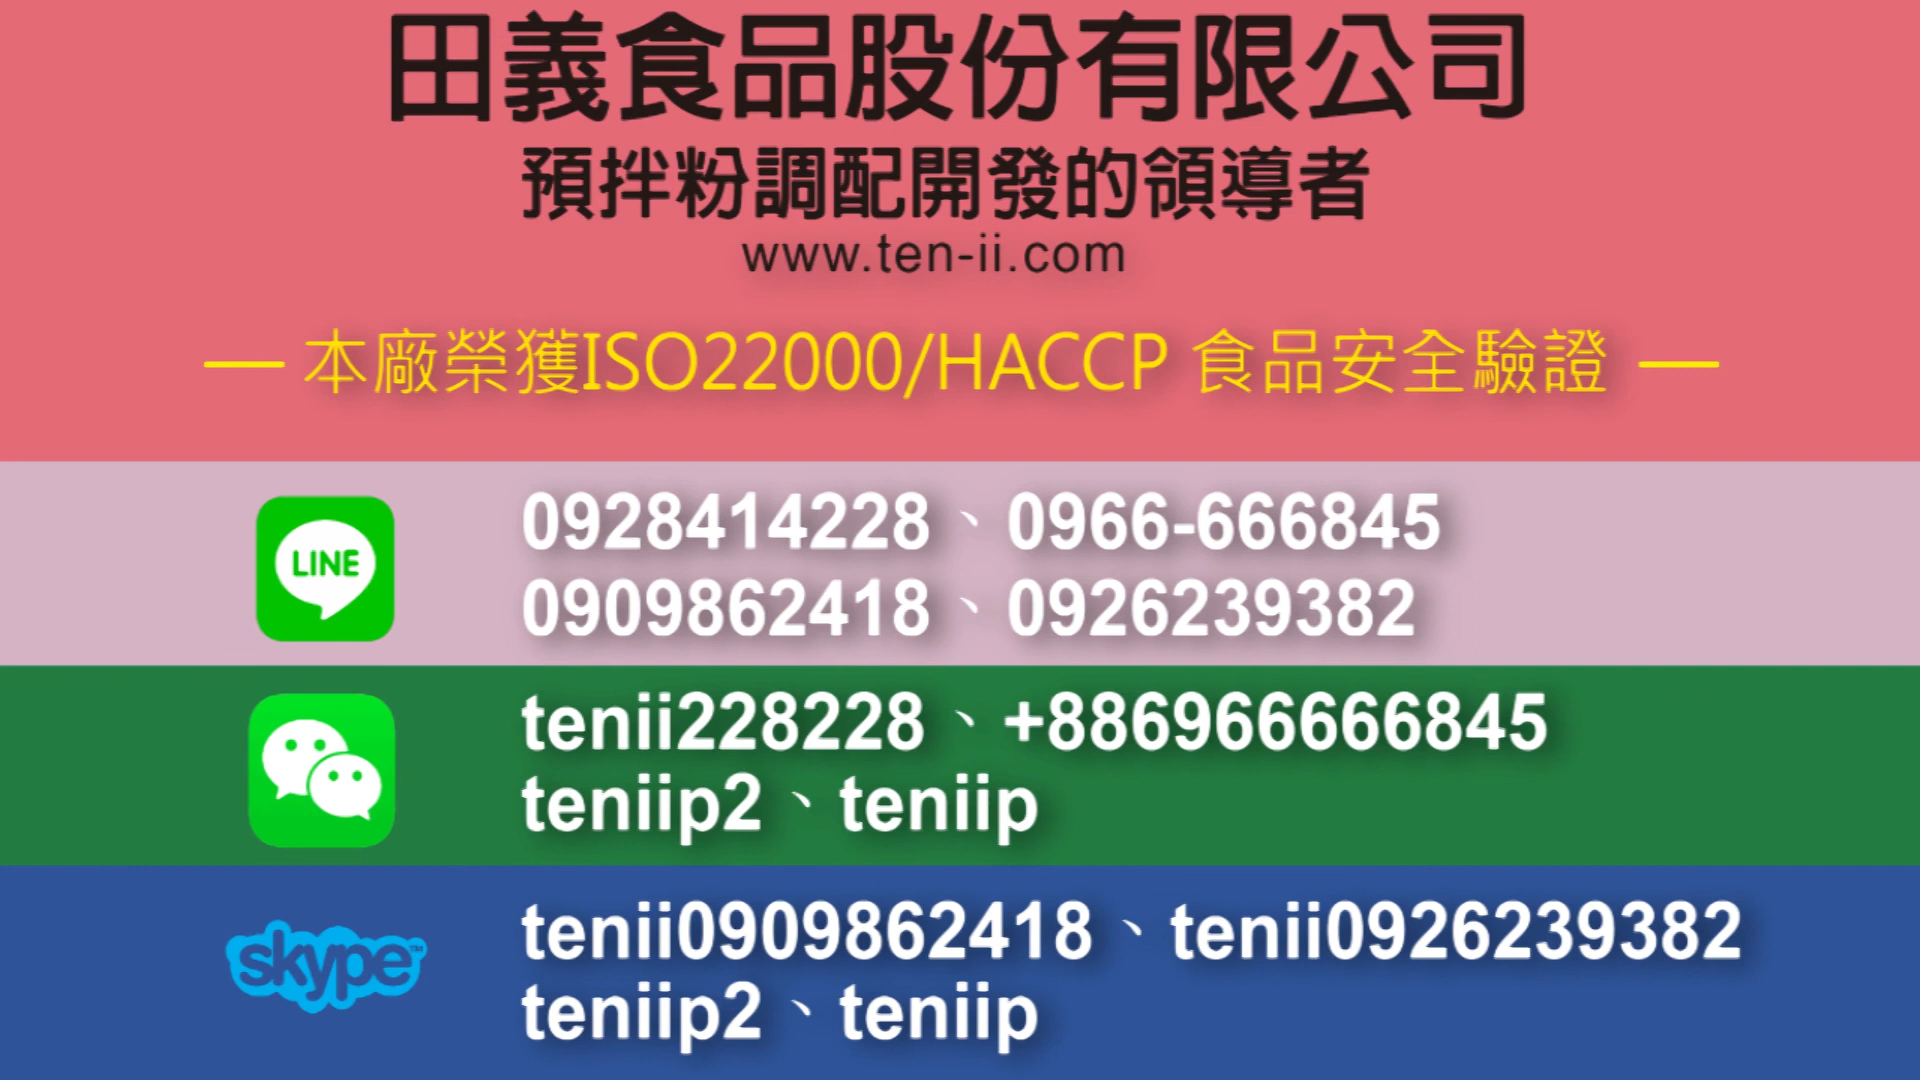 田義食品股份有限公司
預拌粉調配開發的領導者
www.ten-ii.com
— 本廠榮獲ISO22000/HACCP 食品安全驗證 —
LINE
0928414228、0966-666845
0909862418、0926239382
tenii228228、+886966666845
teniip2、teniip
skype™
tenii0909862418、tenii0926239382
teniip2、teniip